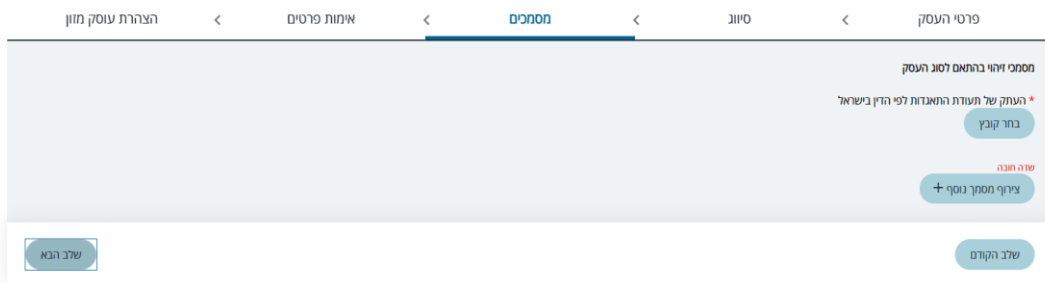 פרטי העסק
סיווג
מסמכים
אימות פרטים
הצהרת עוסק מזון
מסמכי זיהוי בהתאם לסוג העסק
* העתק של תעודת התאגדות לפי הדין בישראל
בחר קובץ
שדה חובה
צירוף מסמך נוסף +
שלב הקודם
שלב הבא